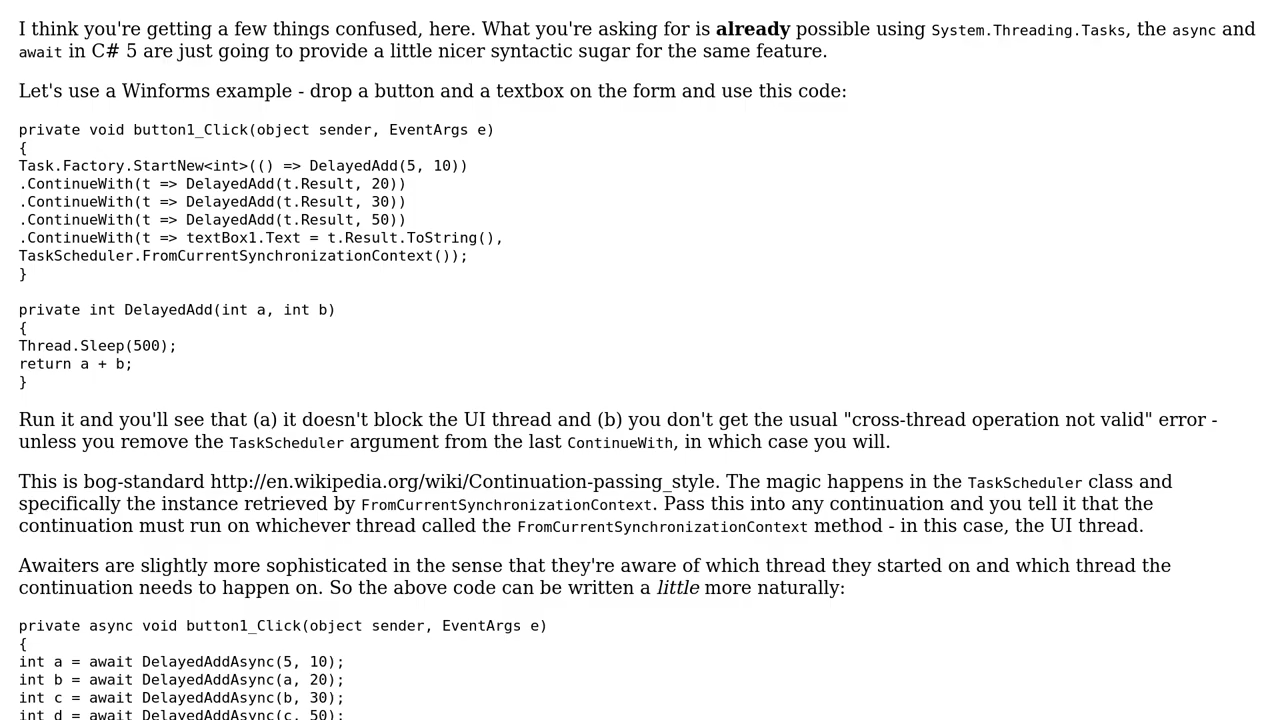 I think you're getting a few things confused, here. What you're asking for is already possible using System.Threading.Tasks, the async and
await in C# 5 are just going to provide a little nicer syntactic sugar for the same feature.
Let's use a Winforms example - drop a button and a textbox on the form and use this code:
private void button1_Click(object sender, EventArgs e)
{
Task.Factory.StartNew<int>(() => DelayedAdd(5, 10))
.ContinueWith(t => DelayedAdd(t.Result, 20))
.ContinueWith(t => DelayedAdd(t.Result, 30))
.ContinueWith(t => DelayedAdd(t.Result, 50))
.ContinueWith(t => textBox1.Text = t.Result.ToString(),
TaskScheduler.FromCurrentSynchronizationContext());
}
private int DelayedAdd(int a, int b)
{
Thread.Sleep(500);
return a + b;
}
Run it and you'll see that (a) it doesn't block the UI thread and (b) you don't get the usual "cross-thread operation not valid" error -
unless you remove the TaskScheduler argument from the last ContinueWith, in which case you will.
This is bog-standard http://en.wikipedia.org/wiki/Continuation-passing_style. The magic happens in the TaskScheduler class and
specifically the instance retrieved by FromCurrentSynchronizationContext. Pass this into any continuation and you tell it that the
continuation must run on whichever thread called the FromCurrentSynchronizationContext method - in this case, the UI thread.
Awaiters are slightly more sophisticated in the sense that they're aware of which thread they started on and which thread the
continuation needs to happen on. So the above code can be written a little more naturally:
private async void button1_Click(object sender, EventArgs e)
{
int a = await DelayedAddAsync(5, 10);
int b = await DelayedAddAsync(a, 20);
int c = await DelayedAddAsync(b, 30);
int d = await DelayedAddAsync(c, 50);